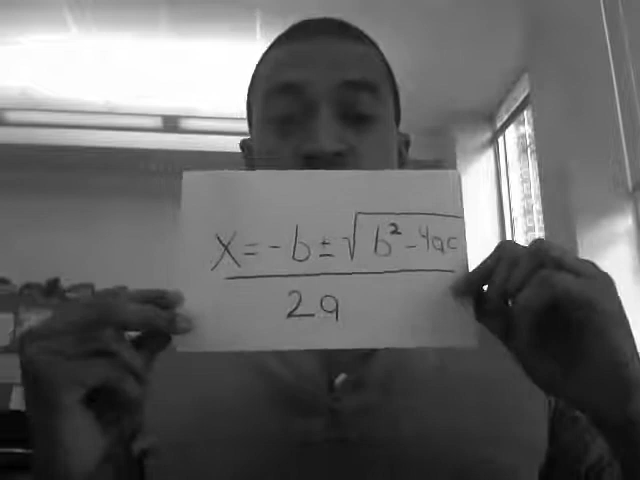 X = -b ± √b² - 4ac
2a